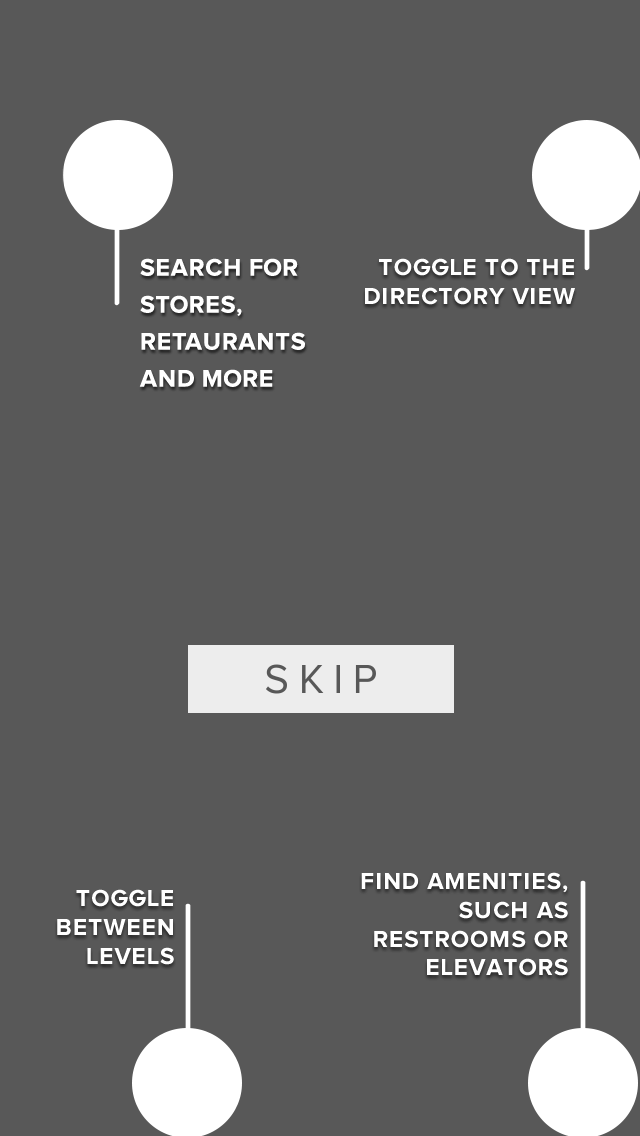 SEARCH FOR
STORES,
RETAURANTS
AND MORE
TOGGLE TO THE
DIRECTORY VIEW
SKIP
TOGGLE
BETWEEN
LEVELS
FIND AMENITIES,
SUCH AS
RESTROOMS OR
ELEVATORS